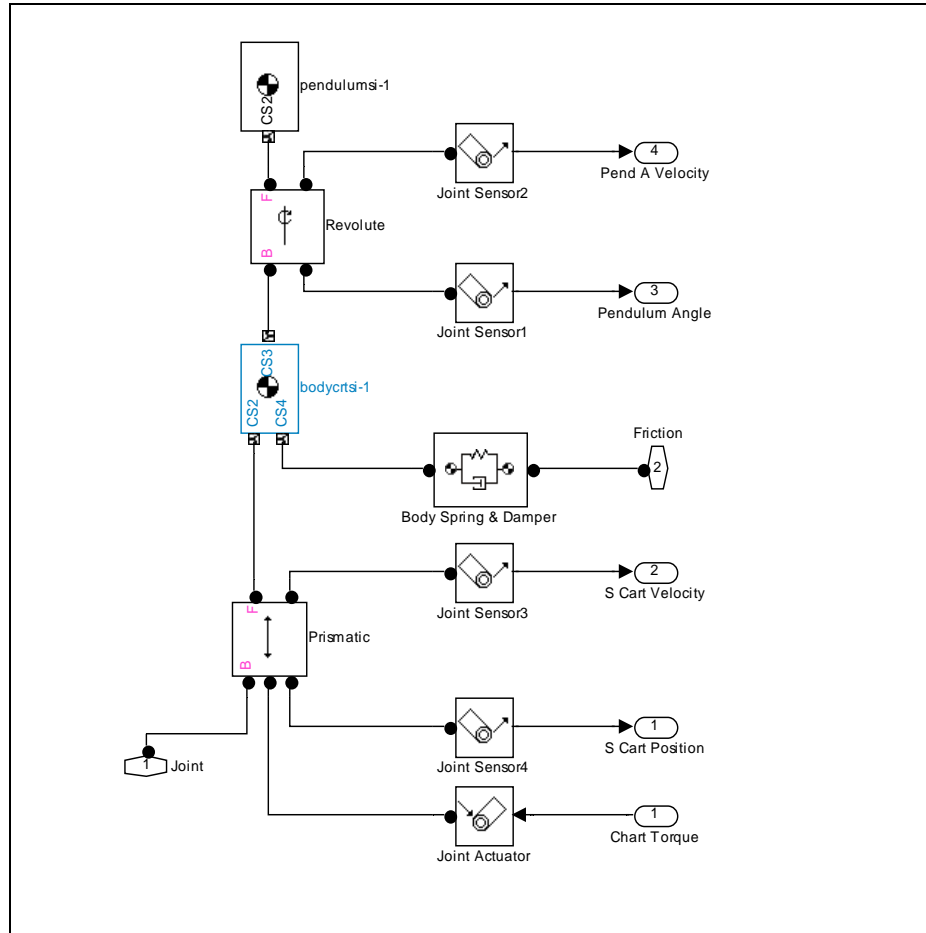 CS2
pendulumsi-1
4
Pend A Velocity
Joint Sensor2
F
Revolute
B
3
Pendulum Angle
Joint Sensor1
CS3
bodycrtsi-1
CS2
CS4
Friction
2
Body Spring & Damper
2
S Cart Velocity
Joint Sensor3
F
Prismatic
B
1
S Cart Position
Joint Sensor4
1
Joint
1
Chart Torque
Joint Actuator